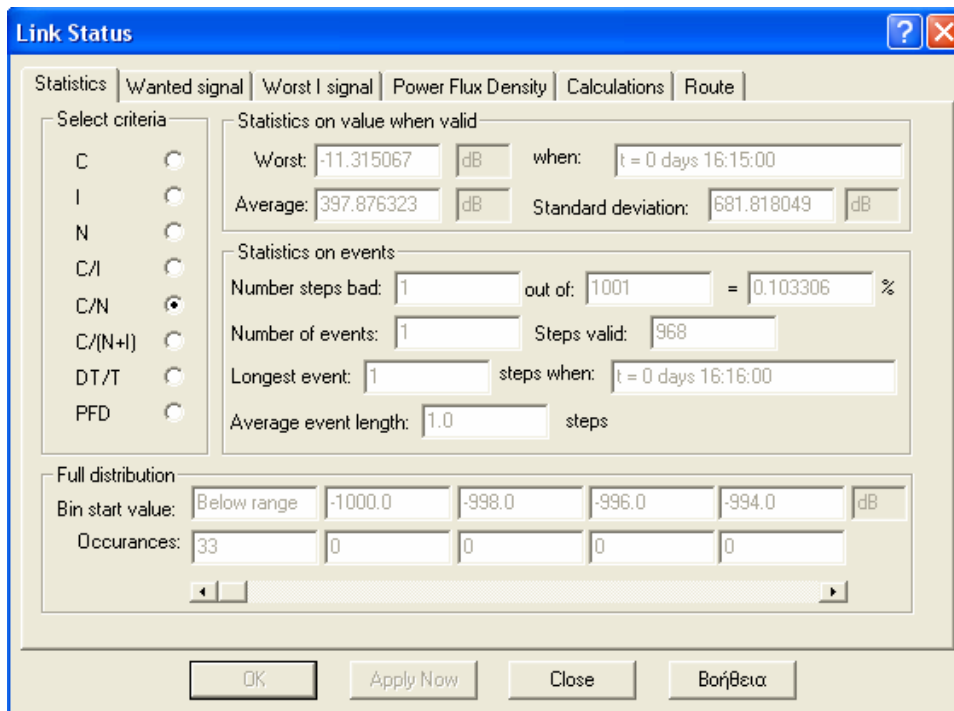 Link Status
Statistics Wanted signal Worst I signal Power Flux Density Calculations Route
Select criteria
C
I
N
C/I
C/N
C/(N+I)
DT/T
PFD
Statistics on value when valid
Worst: -11.315067 dB when: t = 0 days 16:15:00
Average: 397.876323 dB Standard deviation: 681.818049 dB
Statistics on events
Number steps bad: 1 out of: 1001 = 0.103306 %
Number of events: 1 Steps valid: 968
Longest event: 1 steps when: t = 0 days 16:16:00
Average event length: 1.0 steps
Full distribution
Bin start value: Below range -1000.0 -998.0 -996.0 -994.0 dB
Occurances: 33 0 0 0 0
OK Apply Now Close Βοήθεια